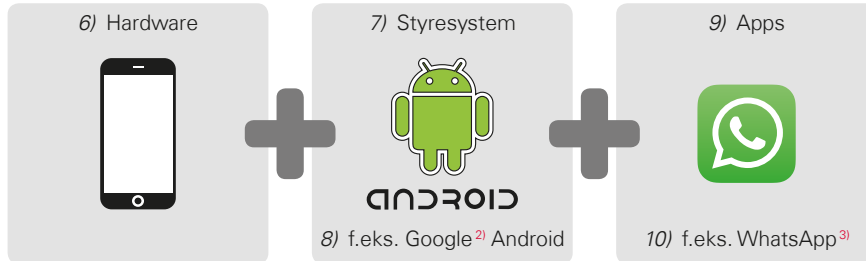 6) Hardware
7) Styresystem
9) Apps
ANDROID
8) f.eks. Google 2) Android
10) f.eks. WhatsApp 3)